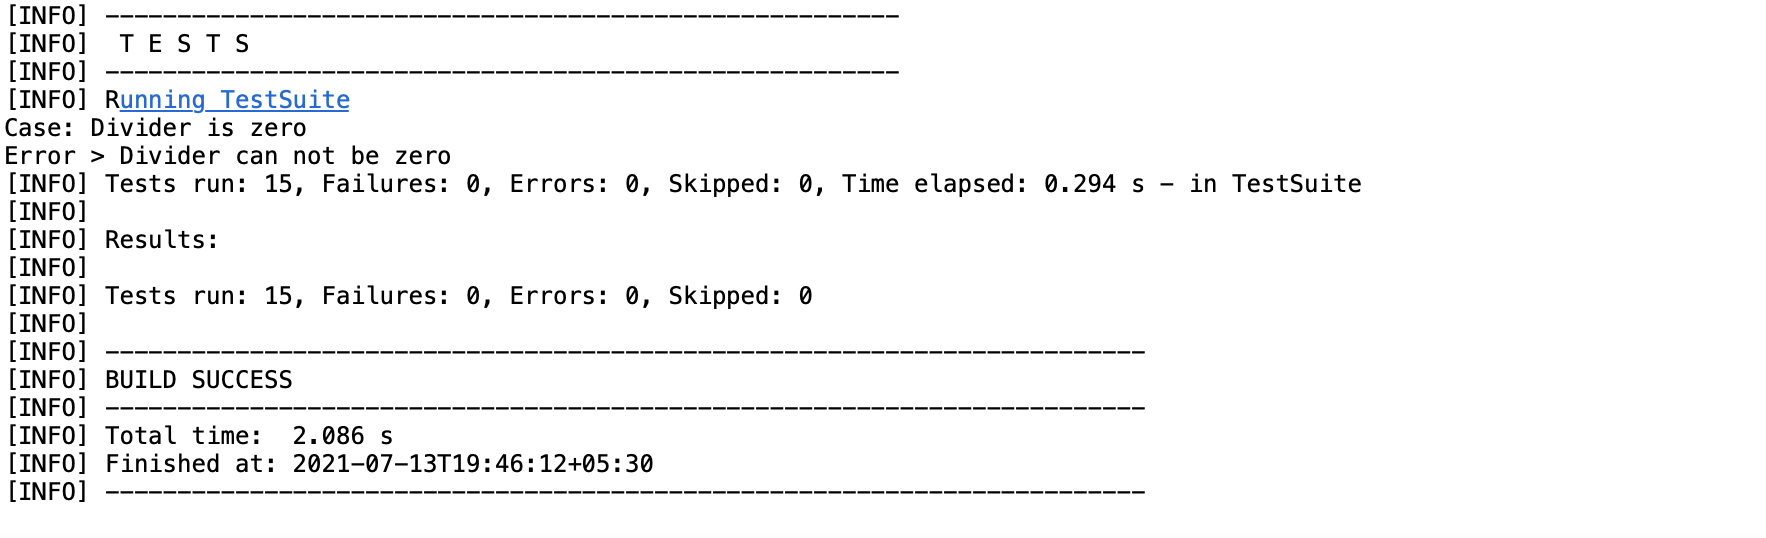 [INFO] -------------------------------------------------------
[INFO]  T E S T S
[INFO] -------------------------------------------------------
[INFO] Running TestSuite
Case: Divider is zero
Error > Divider can not be zero
[INFO] Tests run: 15, Failures: 0, Errors: 0, Skipped: 0, Time elapsed: 0.294 s - in TestSuite
[INFO]
[INFO] Results:
[INFO]
[INFO] Tests run: 15, Failures: 0, Errors: 0, Skipped: 0
[INFO]
[INFO] ------------------------------------------------------------------------
[INFO] BUILD SUCCESS
[INFO] ------------------------------------------------------------------------
[INFO] Total time:  2.086 s
[INFO] Finished at: 2021-07-13T19:46:12+05:30
[INFO] ------------------------------------------------------------------------